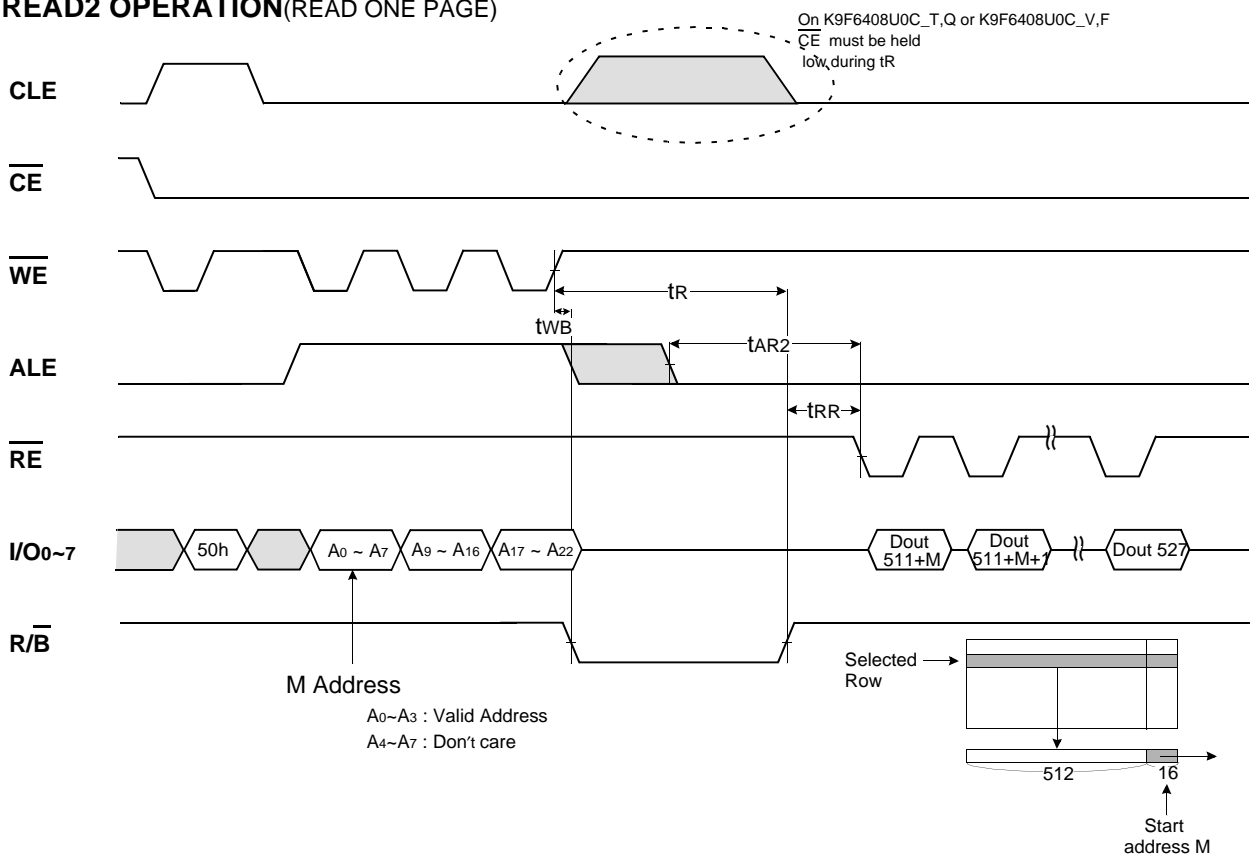 READ2 OPERATION(READ ONE PAGE)
On K9F6408U0C_T,Q or K9F6408U0C_V,F
CE must be held
low during tR
CLE
CE
WE
tR
tWB
ALE
tAR2
tRR
RE
I/O0~7
50h
A0 ~ A7
A9 ~ A16
A17 ~ A22
Dout
511+M
Dout
511+M+1
Dout 527
R/B
M Address
A0~A3 : Valid Address
A4~A7 : Don't care
Selected
Row
512
16
Start
address M